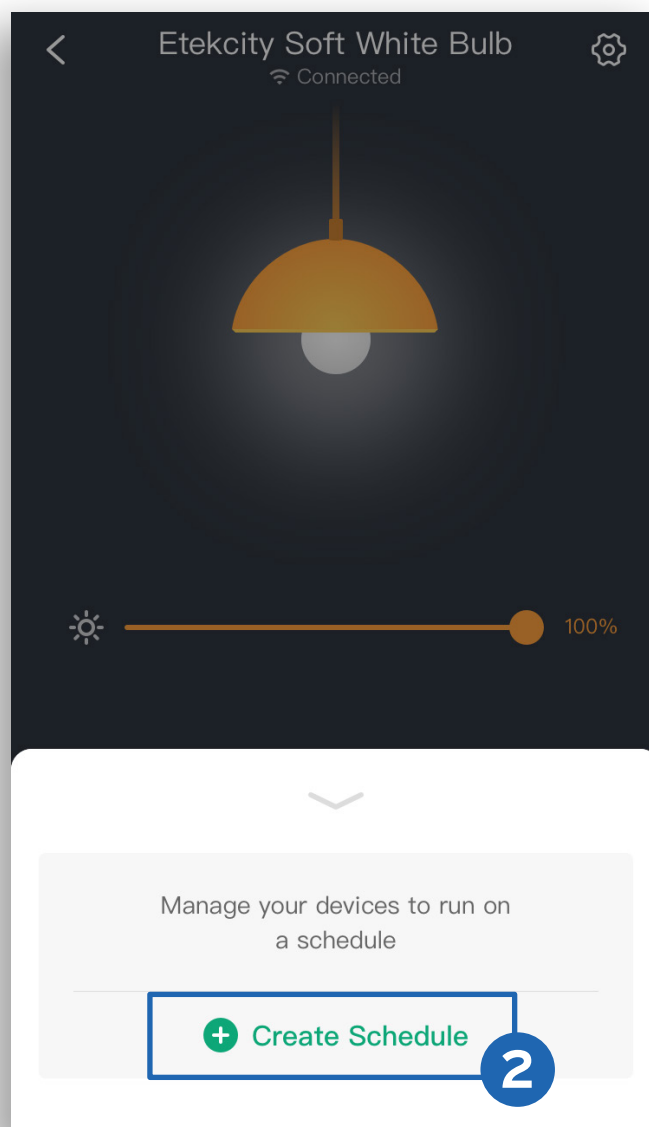 Etekcity Soft White Bulb
Connected
100%
Manage your devices to run on
a schedule
Create Schedule
2